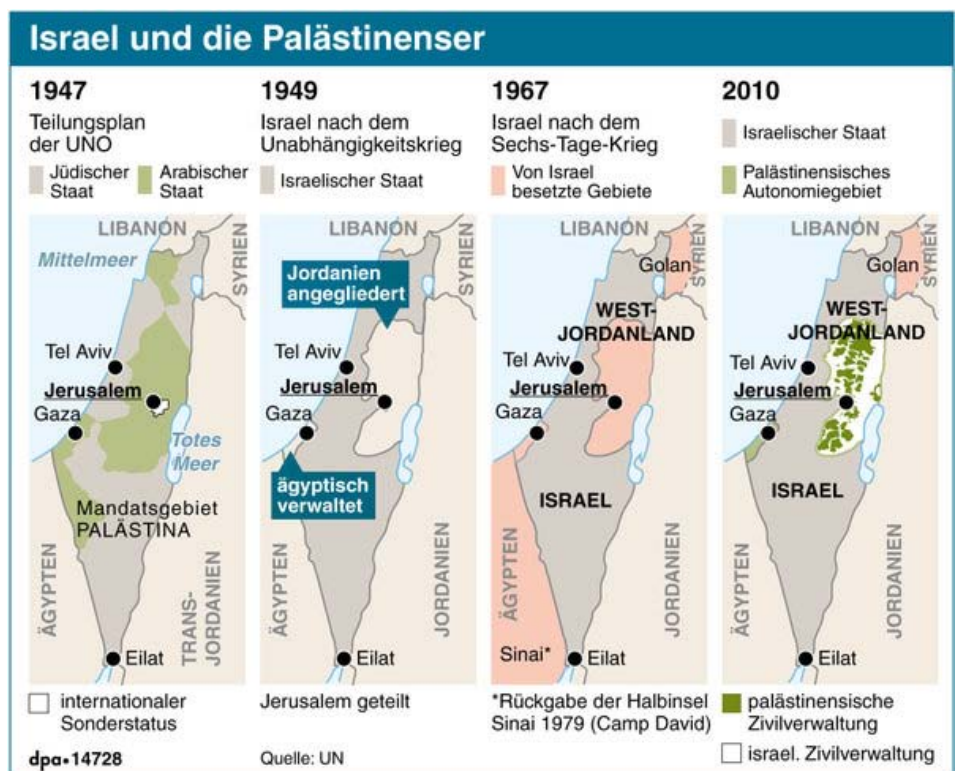 Israel und die Palästinenser
1947
Teilungsplan
der UNO
Jüdischer
Staat
Arabischer
Staat
LIBANON
SYRIEN
Mittelmeer
Tel Aviv
Jerusalem
Gaza
Totes
Meer
Mandatsgebiet
PALÄSTINA
ÄGYPTEN
TRANS-
JORDANIEN
Eilat
internationaler
Sonderstatus
1949
Israel nach dem
Unabhängigkeitskrieg
Israelischer Staat
LIBANON
SYRIEN
Jordanien
angegliedert
Tel Aviv
Jerusalem
Gaza
ägyptisch
verwaltet
ÄGYPTEN
JORDANIEN
Eilat
Jerusalem geteilt
1967
Israel nach dem
Sechs-Tage-Krieg
Von Israel
besetzte Gebiete
LIBANON
SYRIEN
Golan
WEST-
JORDANLAND
Tel Aviv
Jerusalem
Gaza
ISRAEL
ÄGYPTEN
JORDANIEN
Sinai*
Eilat
*Rückgabe der Halbinsel
Sinai 1979 (Camp David)
2010
Israelischer Staat
Palästinensisches
Autonomiegebiet
LIBANON
SYRIEN
Golan
WEST-
JORDANLAND
Tel Aviv
Jerusalem
Gaza
ISRAEL
ÄGYPTEN
JORDANIEN
Eilat
palästinensische
Zivilverwaltung
israel. Zivilverwaltung
dpa•14728
Quelle: UN